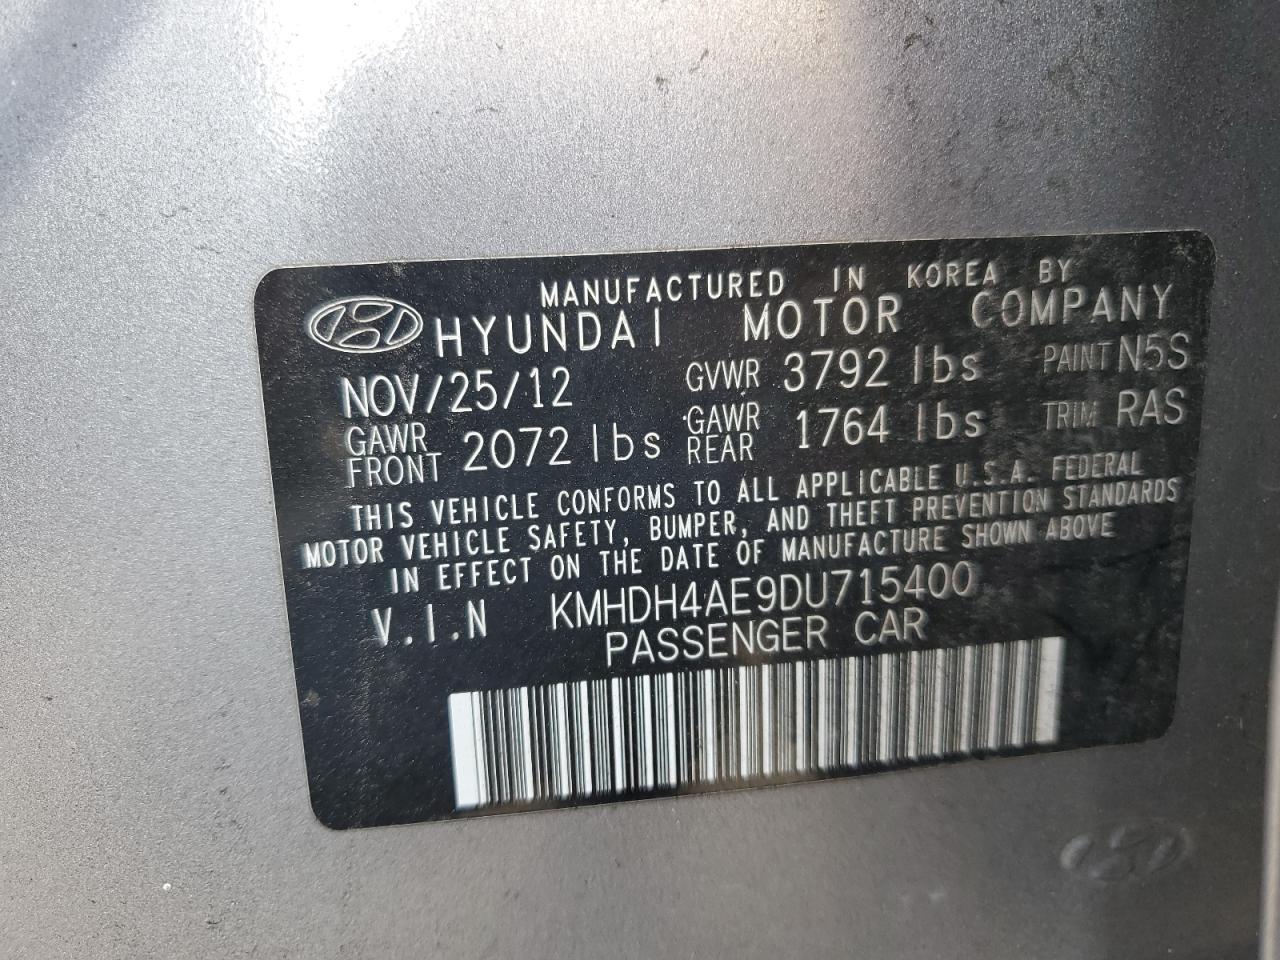 MANUFACTURED IN KOREA BY
HYUNDAI MOTOR COMPANY
NOV/25/12 GVWR 3792 lbs PAINT N5S
GAWR FRONT 2072 lbs GAWR REAR 1764 lbs TRIM RAS
THIS VEHICLE CONFORMS TO ALL APPLICABLE U.S.A. FEDERAL
MOTOR VEHICLE SAFETY, BUMPER, AND THEFT PREVENTION STANDARDS
IN EFFECT ON THE DATE OF MANUFACTURE SHOWN ABOVE
V.I.N KMHDH4AE9DU715400
PASSENGER CAR